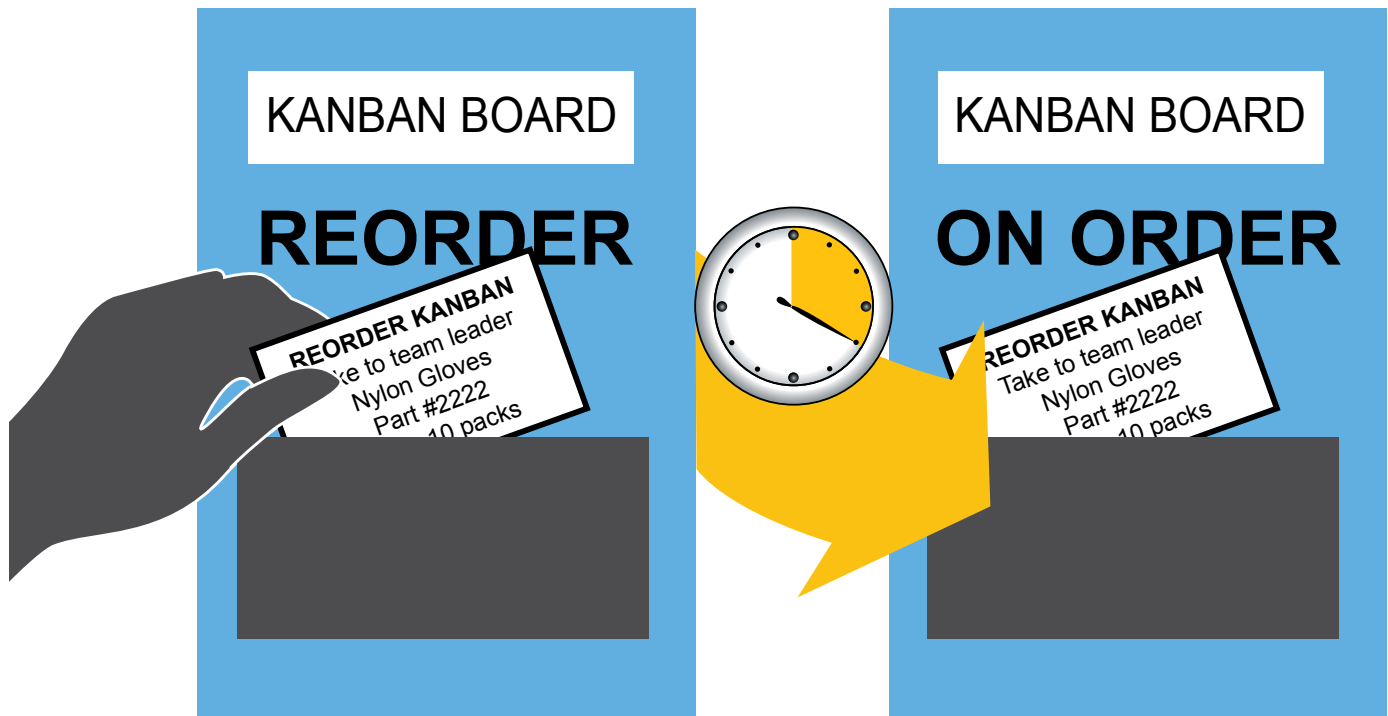 KANBAN BOARD
REORDER
REORDER KANBAN
to team leader
Nylon Gloves
Part #2222
10 packs
KANBAN BOARD
ON ORDER
REORDER KANBAN
Take to team leader
Nylon Gloves
Part #2222
10 packs